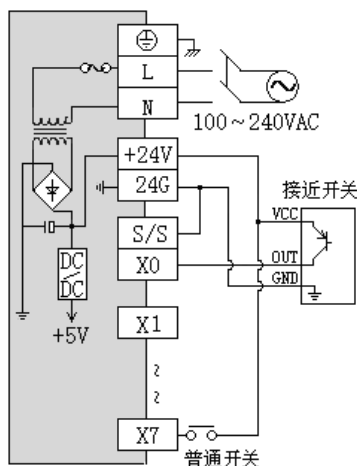 L
N
100~240VAC
+24V
24G
接近开关
VCC
S/S
X0
OUT
GND
DC
DC
+5V
X1
~
~
X7
普通开关